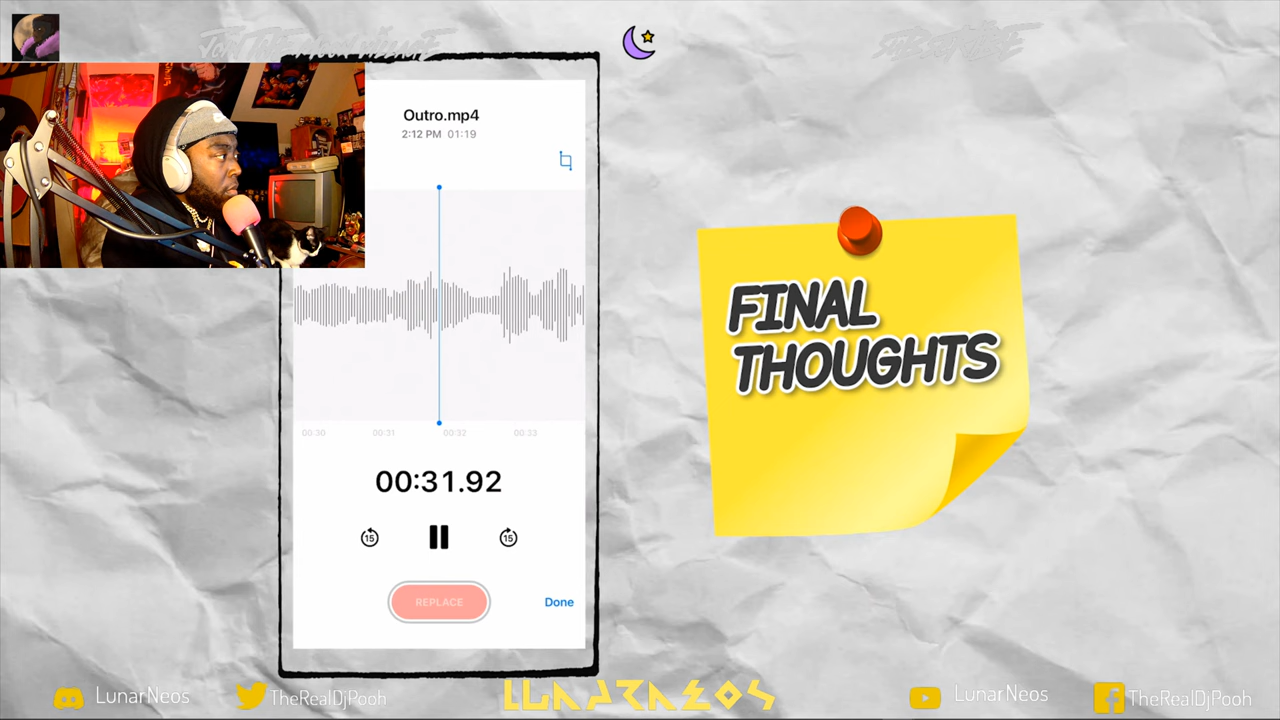 Outro.mp4
2:12 PM 01:19
00:30 00:31 00:32 00:33
00:31.92
15 15
REPLACE
Done
FINAL
THOUGHTS
LunarNeos
TheRealDjPooh
LUNARNEOS
LunarNeos
TheRealDjPooh